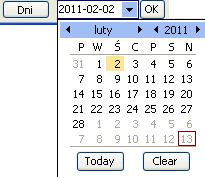 Dni 2011-02-02 OK
luty 2011
P W Ś C P S N
31 1 2 3 4 5 6
7 8 9 10 11 12 13
14 15 16 17 18 19 20
21 22 23 24 25 26 27
28 1 2 3 4 5 6
7 8 9 10 11 12 13
Today Clear